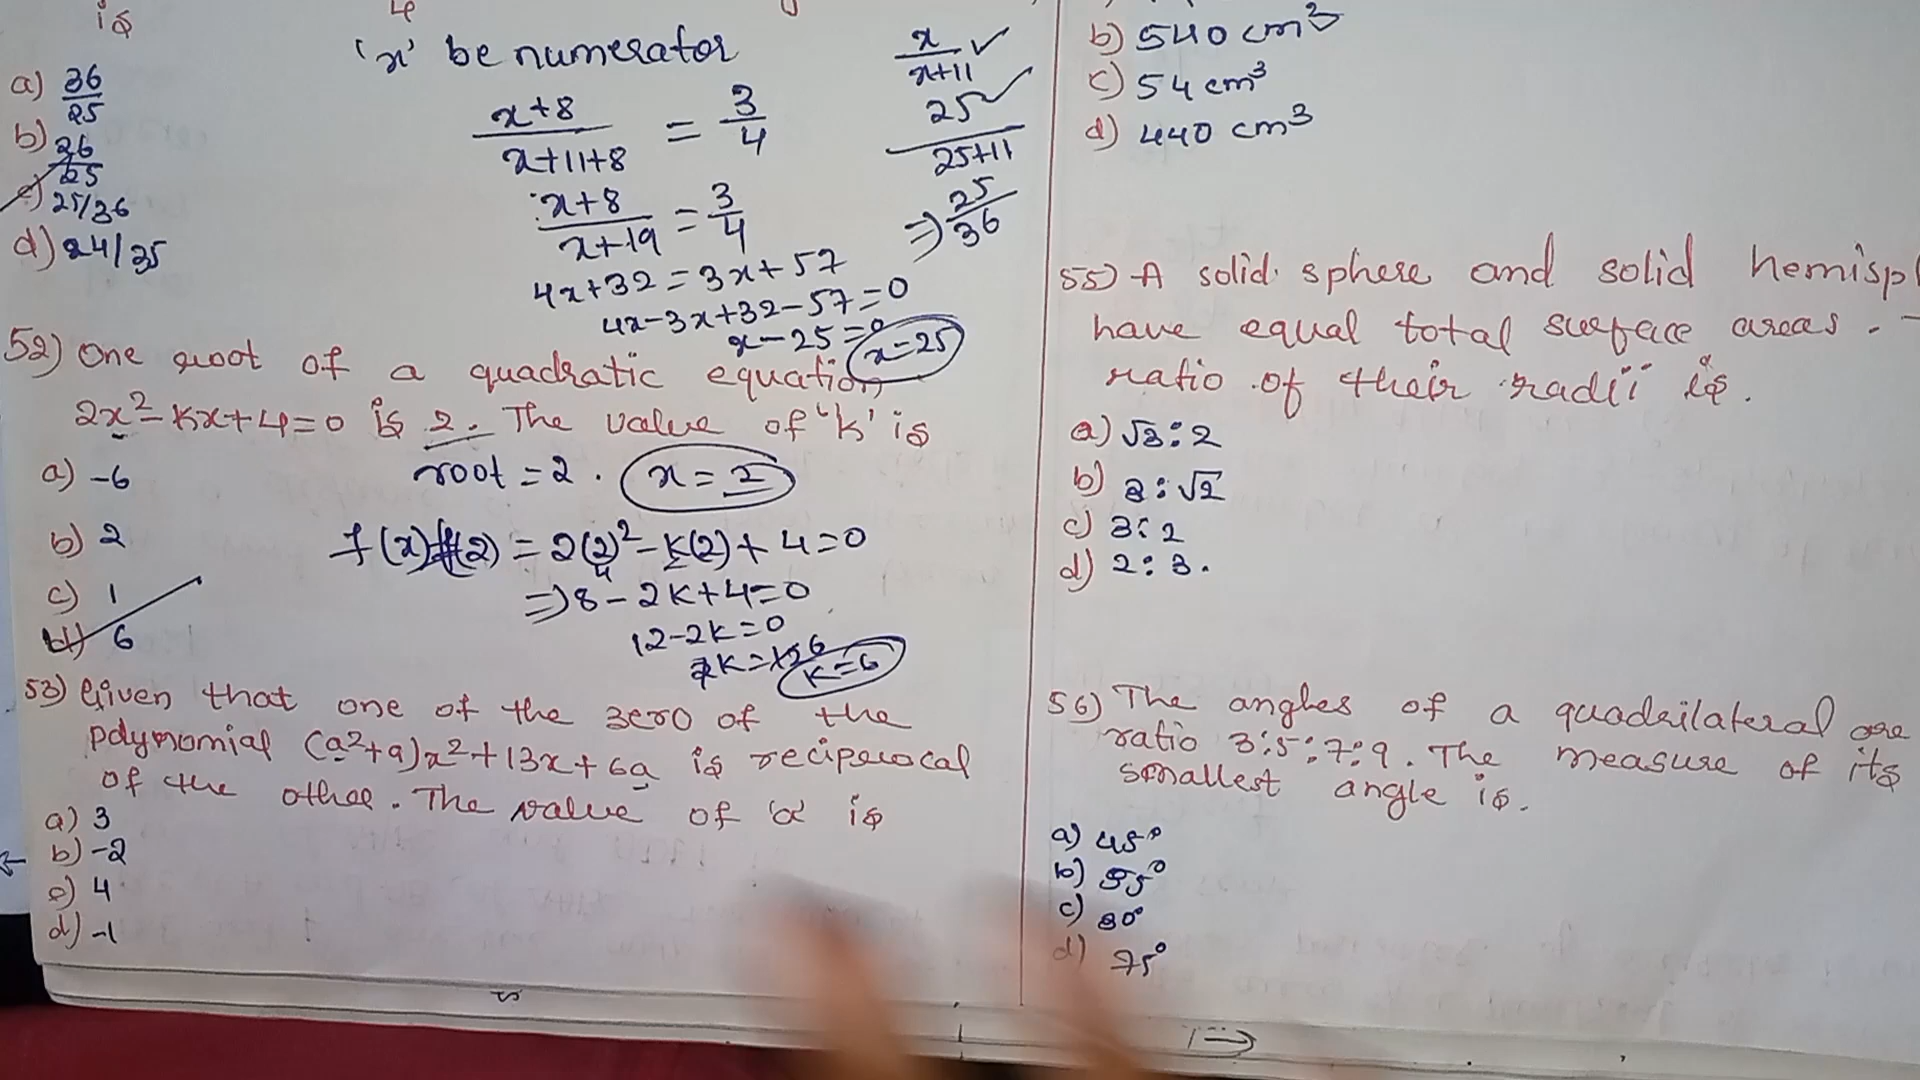 is
a) 36/25
b) 26/25
c) 25/36
d) 24/35
'x' be numerator
(x+8)/(x+11+8) = 3/4
x+8/x+19 = 3/4
4x+32 = 3x+57
4x-3x+32-57=0
x-25=0
x=25
x/x+11 ✓
25/25+11
⇒ 25/36
52) One root of a quadratic equation
2x²-kx+4=0 is 2. The value of 'k' is
a) -6
b) 2
c) 1
d) 6
root = 2. x = 2
f(x) f(2) = 2(2)²-k(2)+4=0
⇒ 8-2k+4=0
12-2k=0
k=6
53) Given that one of the zero of the
polynomial (a²+9)x²+13x+6a is reciprocal
of the other. The value of 'a' is
a) 3
b) -2
c) 4
d) -1
b) 540 cm³
c) 54 cm³
d) 440 cm³
55) A solid sphere and solid hemisp
have equal total surface areas.
ratio of their radii is.
a) √3:2
b) 3:√2
c) 3:2
d) 2:3.
56) The angles of a quadrilateral are
ratio 3:5:7:9. The measure of its
smallest angle is.
a) 45°
b) 55°
c) 80°
d) 75°